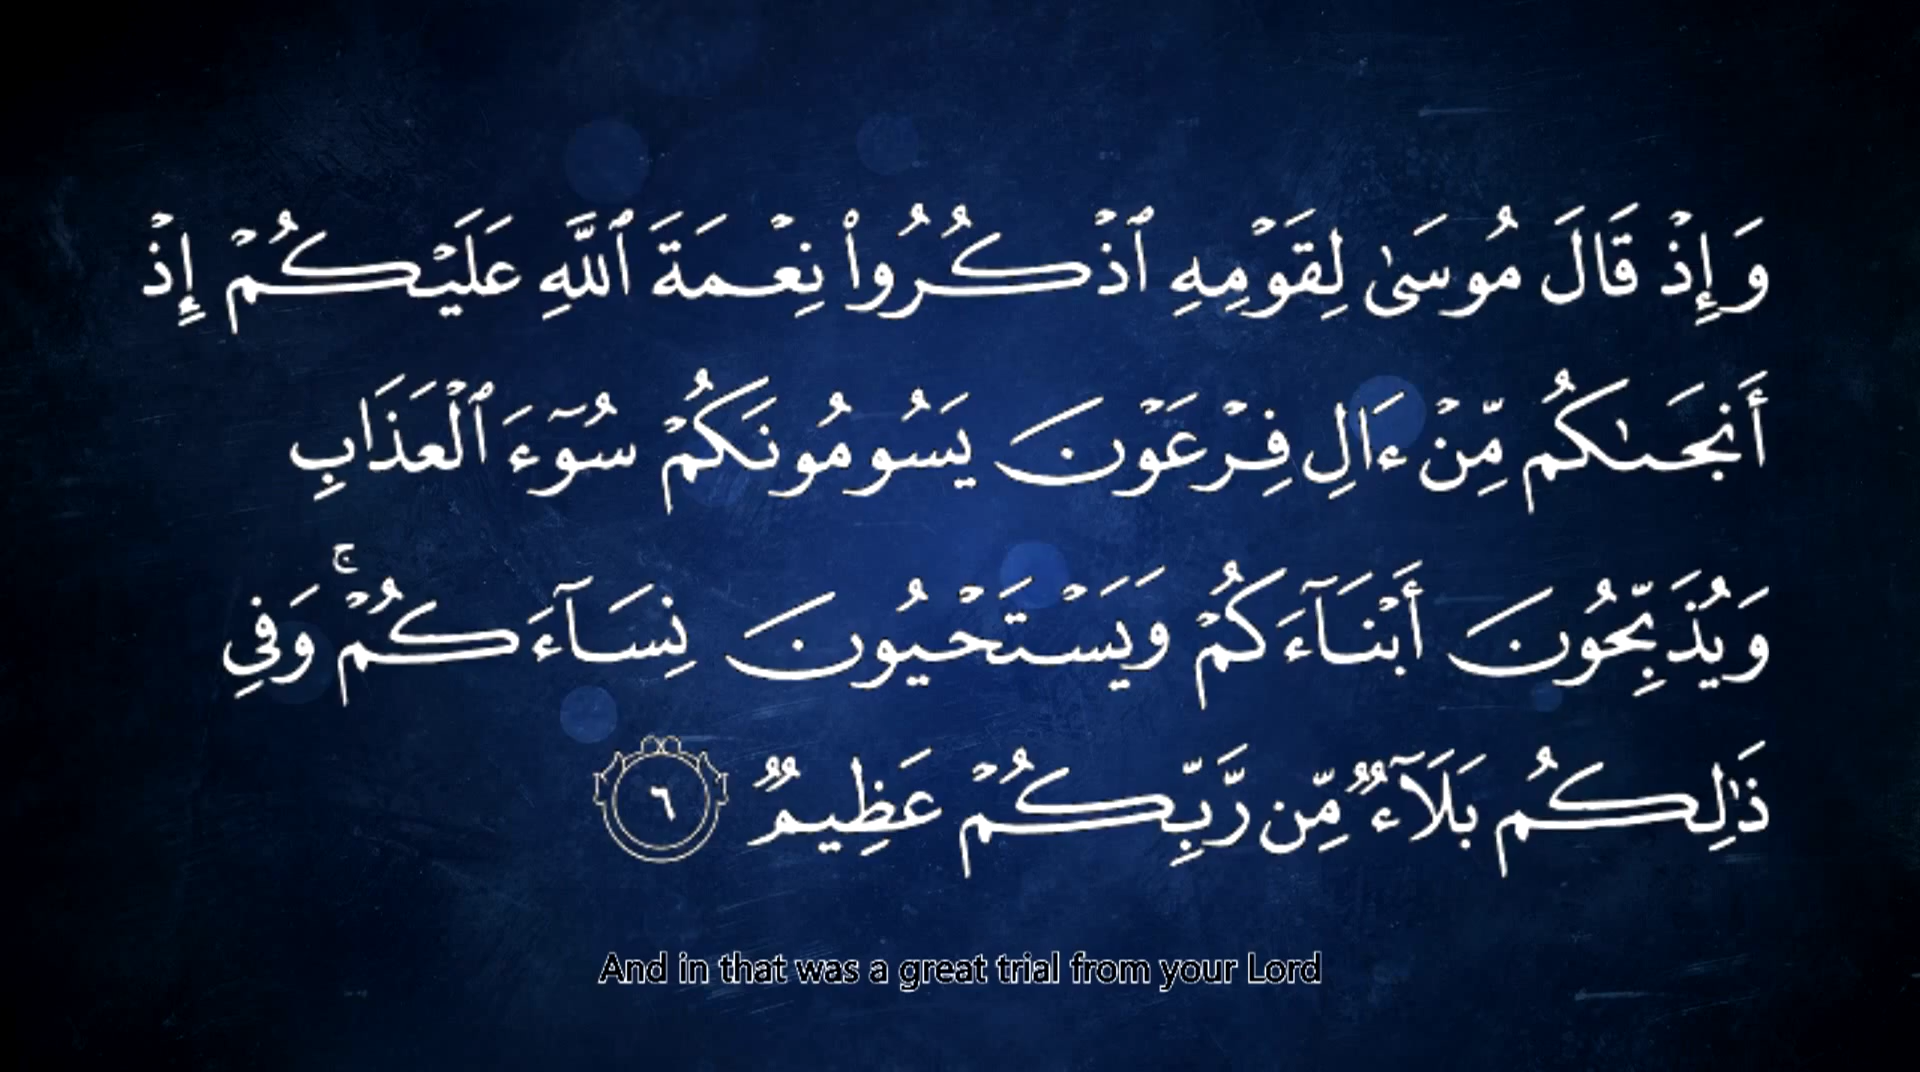 وَإِذْ قَالَ مُوسَىٰ لِقَوْمِهِ ٱذْكُرُوا۟ نِعْمَةَ ٱللَّهِ عَلَيْكُمْ إِذْ
أَنجَىٰكُم مِّنْ ءَالِ فِرْعَوْنَ يَسُومُونَكُمْ سُوٓءَ ٱلْعَذَابِ
وَيُذَبِّحُونَ أَبْنَآءَكُمْ وَيَسْتَحْيُونَ نِسَآءَكُمْ ۚ وَفِى
ذَٰلِكُم بَلَآءٌ مِّن رَّبِّكُمْ عَظِيمٌ ٦
And in that was a great trial from your Lord